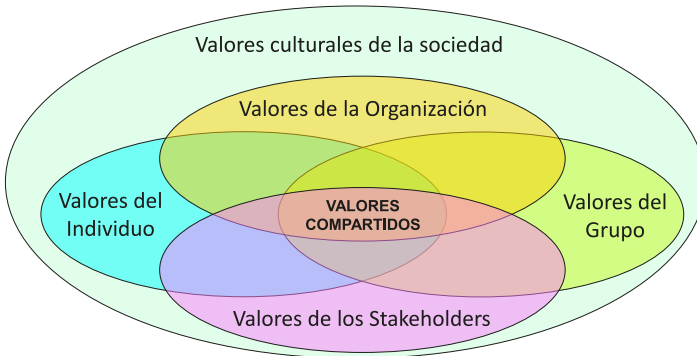 Valores culturales de la sociedad
Valores de la Organización
Valores del
Individuo
VALORES
COMPARTIDOS
Valores del
Grupo
Valores de los Stakeholders